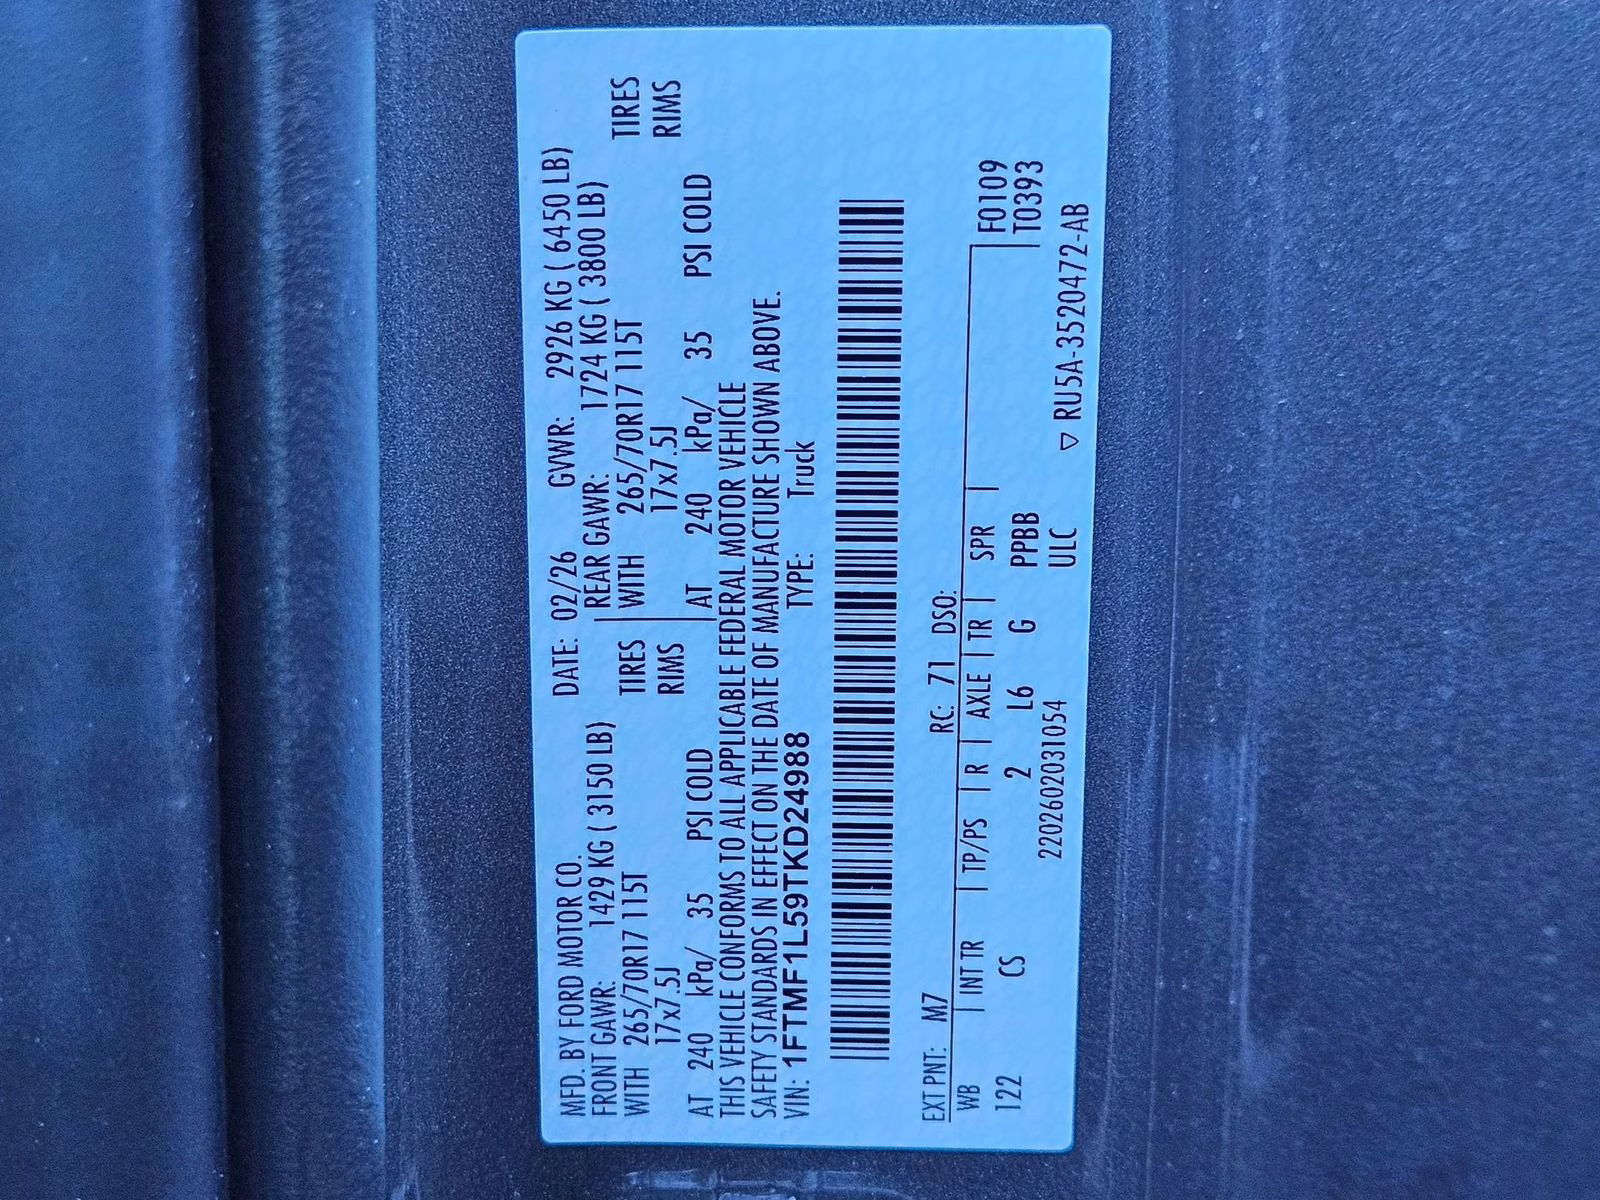 MFD. BY FORD MOTOR CO. DATE: 02/26 GVWR: 2926 KG ( 6450 LB)
FRONT GAWR: 1429 KG ( 3150 LB) REAR GAWR: 1724 KG ( 3800 LB)
WITH 265/70R17 115T TIRES WITH 265/70R17 115T TIRES
17x7.5J RIMS 17x7.5J RIMS
AT 240 kPa/ 35 PSI COLD AT 240 kPa/ 35 PSI COLD
THIS VEHICLE CONFORMS TO ALL APPLICABLE FEDERAL MOTOR VEHICLE
SAFETY STANDARDS IN EFFECT ON THE DATE OF MANUFACTURE SHOWN ABOVE.
VIN: 1FTMF1L59TKD24988 TYPE: Truck
EXT PNT: M7 RC: 71 DSO:
WB INT TR TP/PS R AXLE TR SPR F0109
122 CS 2 L6 G PPBB T0393
2202602031054 ULC ▽ RU5A-3520472-AB